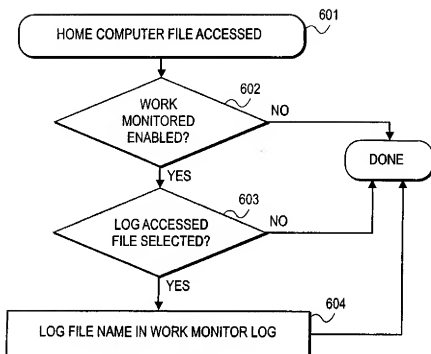 601
HOME COMPUTER FILE ACCESSED
602
WORK
MONITORED
ENABLED?
NO
DONE
YES
603
LOG ACCESSED
FILE SELECTED?
NO
YES
604
LOG FILE NAME IN WORK MONITOR LOG